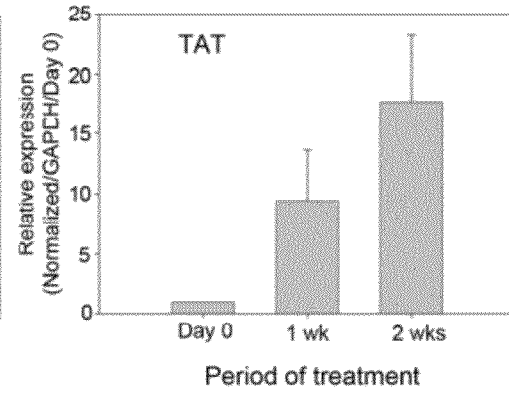 TAT
Relative expression
(Normalized/GAPDH/Day 0)
25
20
15
10
5
0
Day 0 1 wk 2 wks
Period of treatment